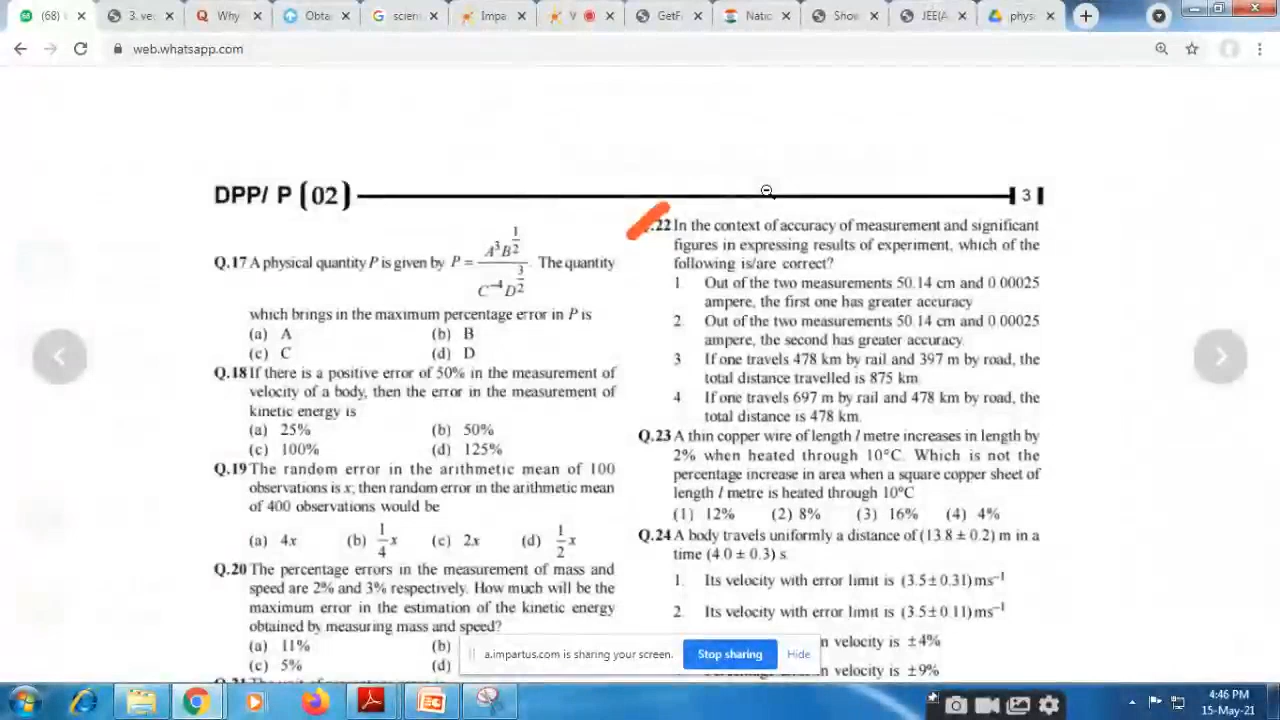 (68)
3. ve
Why
Obta
scien
Impa
Y
GetF
Natic
Show
JEE(A
physi
web.whatsapp.com
DPP/ P (02)
3
Q.17 A physical quantity P is given by P = A³B^(1/2) / C⁻⁴D^(3/2). The quantity
which brings in the maximum percentage error in P is
(a) A (b) B
(c) C (d) D
Q.18 If there is a positive error of 50% in the measurement of
velocity of a body, then the error in the measurement of
kinetic energy is
(a) 25% (b) 50%
(c) 100% (d) 125%
Q.19 The random error in the arithmetic mean of 100
observations is x; then random error in the arithmetic mean
of 400 observations would be
(a) 4x (b) 1/4 x (c) 2x (d) 1/2 x
Q.20 The percentage errors in the measurement of mass and
speed are 2% and 3% respectively. How much will be the
maximum error in the estimation of the kinetic energy
obtained by measuring mass and speed?
(a) 11% (b)
(c) 5% (d)
.22 In the context of accuracy of measurement and significant
figures in expressing results of experiment, which of the
following is/are correct?
1 Out of the two measurements 50.14 cm and 0.00025
ampere, the first one has greater accuracy
2. Out of the two measurements 50.14 cm and 0.00025
ampere, the second has greater accuracy.
3 If one travels 478 km by rail and 397 m by road, the
total distance travelled is 875 km.
4 If one travels 697 m by rail and 478 km by road, the
total distance is 478 km.
Q.23 A thin copper wire of length l metre increases in length by
2% when heated through 10°C. Which is not the
percentage increase in area when a square copper sheet of
length l metre is heated through 10°C
(1) 12% (2) 8% (3) 16% (4) 4%
Q.24 A body travels uniformly a distance of (13.8 ± 0.2) m in a
time (4.0 ± 0.3) s.
1. Its velocity with error limit is (3.5 ± 0.31) ms⁻¹
2. Its velocity with error limit is (3.5 ± 0.11) ms⁻¹
n velocity is ±4%
n velocity is ±9%
a.impartus.com is sharing your screen.
Stop sharing
Hide
4:46 PM
15-May-21